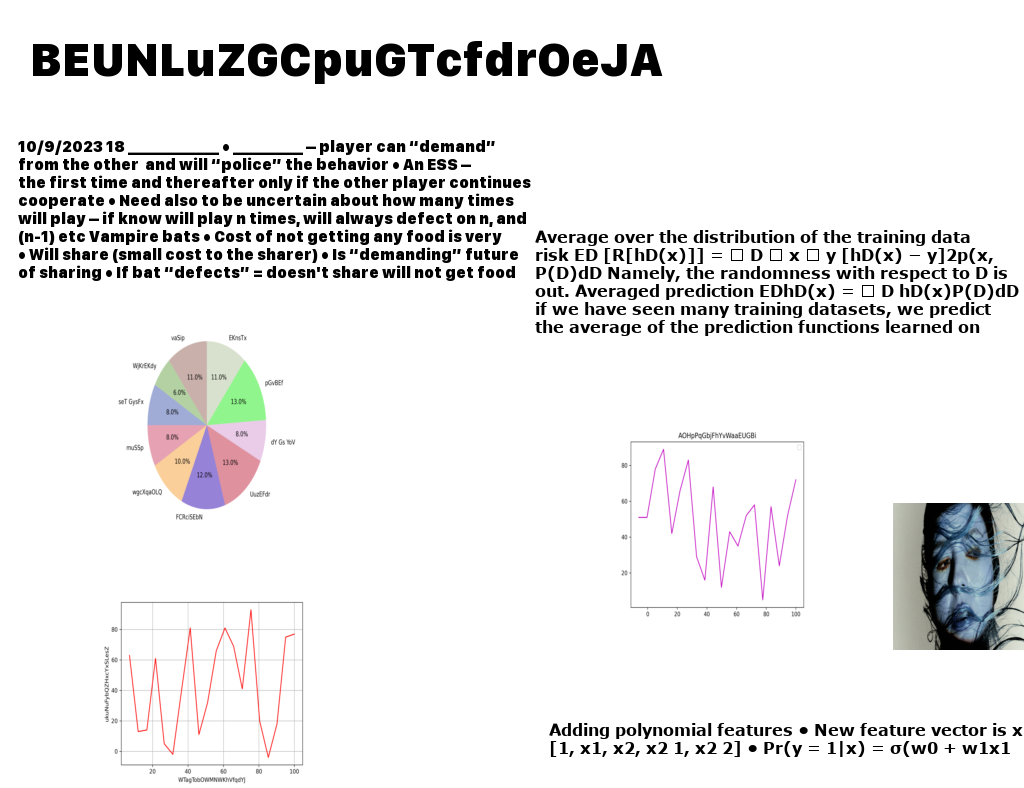 BEUNLuZGCpuGTcfdrOeJA
10/9/2023 18 _____________ • __________ – player can “demand”
from the other  and will “police” the behavior • An ESS –
the first time and thereafter only if the other player continues
cooperate • Need also to be uncertain about how many times
will play – if know will play n times, will always defect on n, and
(n-1) etc Vampire bats • Cost of not getting any food is very
• Will share (small cost to the sharer) • Is “demanding” future
of sharing • If bat “defects” = doesn't share will not get food
Average over the distribution of the training data
risk ED [R[hD(x)]] = □ D □ x □ y [hD(x) − y]2p(x,
P(D)dD Namely, the randomness with respect to D is
out. Averaged prediction EDhD(x) = □ D hD(x)P(D)dD
if we have seen many training datasets, we predict
the average of the prediction functions learned on
vaSip
EKnsTx
WjKrEKdy
pGvBEf
seT GysFx
dY Gs YoV
muSSp
wgcXqaOLQ
UuzEFdr
FCRciSEbN
11.0%
11.0%
6.0%
13.0%
8.0%
8.0%
8.0%
10.0%
13.0%
12.0%
AOHpPqGbjFhYvWaaEUGBi
80
60
40
20
0
20
40
60
80
100
80
60
40
20
0
20
40
60
80
100
WTagTobOWMNWKhVfqdYJ
Adding polynomial features • New feature vector is x
[1, x1, x2, x2 1, x2 2] • Pr(y = 1|x) = σ(w0 + w1x1